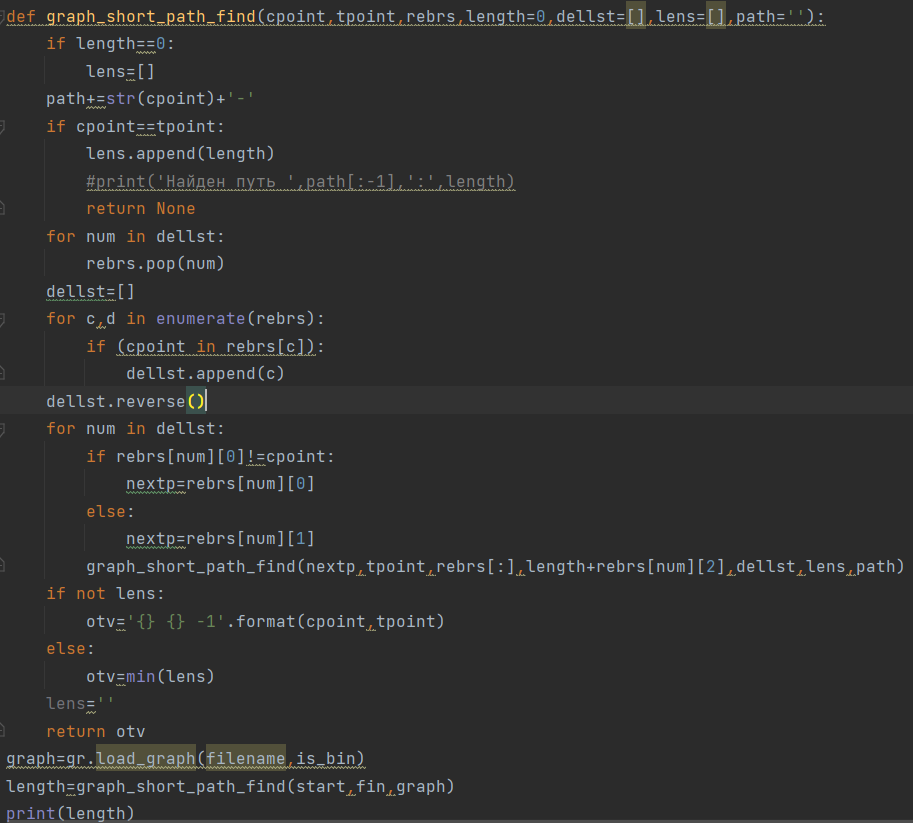 def graph_short_path_find(cpoint,tpoint,rebrs,length=0,dellst=[],lens=[],path=''):
    if length==0:
        lens=[]
    path+=str(cpoint)+'-'
    if cpoint==tpoint:
        lens.append(length)
        #print('Найден путь ',path[:-1],':',length)
        return None
    for num in dellst:
        rebrs.pop(num)
    dellst=[]
    for c,d in enumerate(rebrs):
        if (cpoint in rebrs[c]):
            dellst.append(c)
    dellst.reverse()
    for num in dellst:
        if rebrs[num][0]!=cpoint:
            nextp=rebrs[num][0]
        else:
            nextp=rebrs[num][1]
        graph_short_path_find(nextp,tpoint,rebrs[:],length+rebrs[num][2],dellst,lens,path)
    if not lens:
        otv='{} {} -1'.format(cpoint,tpoint)
    else:
        otv=min(lens)
    lens=''
    return otv
graph=gr.load_graph(filename,is_bin)
length=graph_short_path_find(start,fin,graph)
print(length)